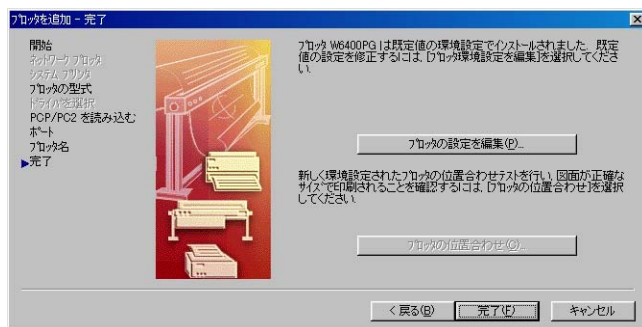 プロッタを追加 - 完了
開始
ネットワーク プロッタ
システム プリンタ
プロッタの型式
ドライバを選択
PCP/PC2 を読み込む
ポート
プロッタ名
▶完了
プロッタ W6400PG は既定値の環境設定でインストールされました。既定
値の設定を修正するには、[プロッタ環境設定を編集]を選択してくださ
い.
プロッタの設定を編集(P)...
新しく環境設定されたプロッタの位置合わせテストを行い、図面が正確な
サイズで印刷されることを確認するには、[プロッタの位置合わせ]を選択
してください.
プロッタの位置合わせ(C)...
< 戻る(B)
完了(F)
キャンセル